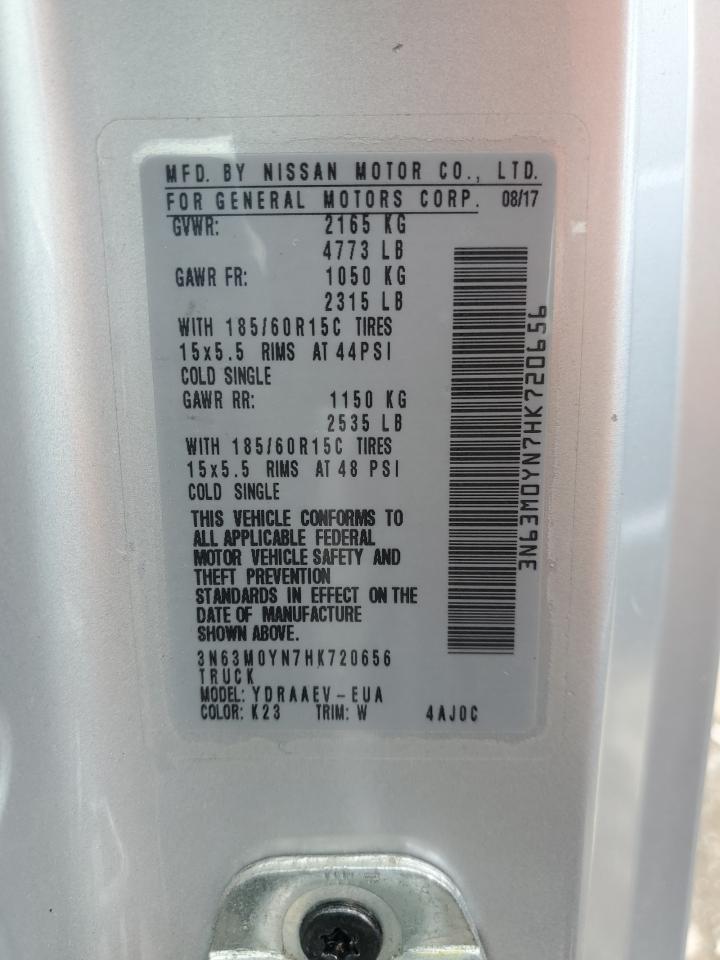 MFD. BY NISSAN MOTOR CO., LTD.
FOR GENERAL MOTORS CORP. 08/17
GVWR: 2165 KG
4773 LB
GAWR FR: 1050 KG
2315 LB
WITH 185/60R15C TIRES
15x5.5 RIMS AT 44PSI
COLD SINGLE
GAWR RR: 1150 KG
2535 LB
WITH 185/60R15C TIRES
15x5.5 RIMS AT 48 PSI
COLD SINGLE
THIS VEHICLE CONFORMS TO
ALL APPLICABLE FEDERAL
MOTOR VEHICLE SAFETY AND
THEFT PREVENTION
STANDARDS IN EFFECT ON THE
DATE OF MANUFACTURE
SHOWN ABOVE.
3N63M0YN7HK720656
TRUCK
MODEL: YDRAAEV-EUA
COLOR: K23 TRIM: W 4AJ0C
3N63M0YN7HK720656